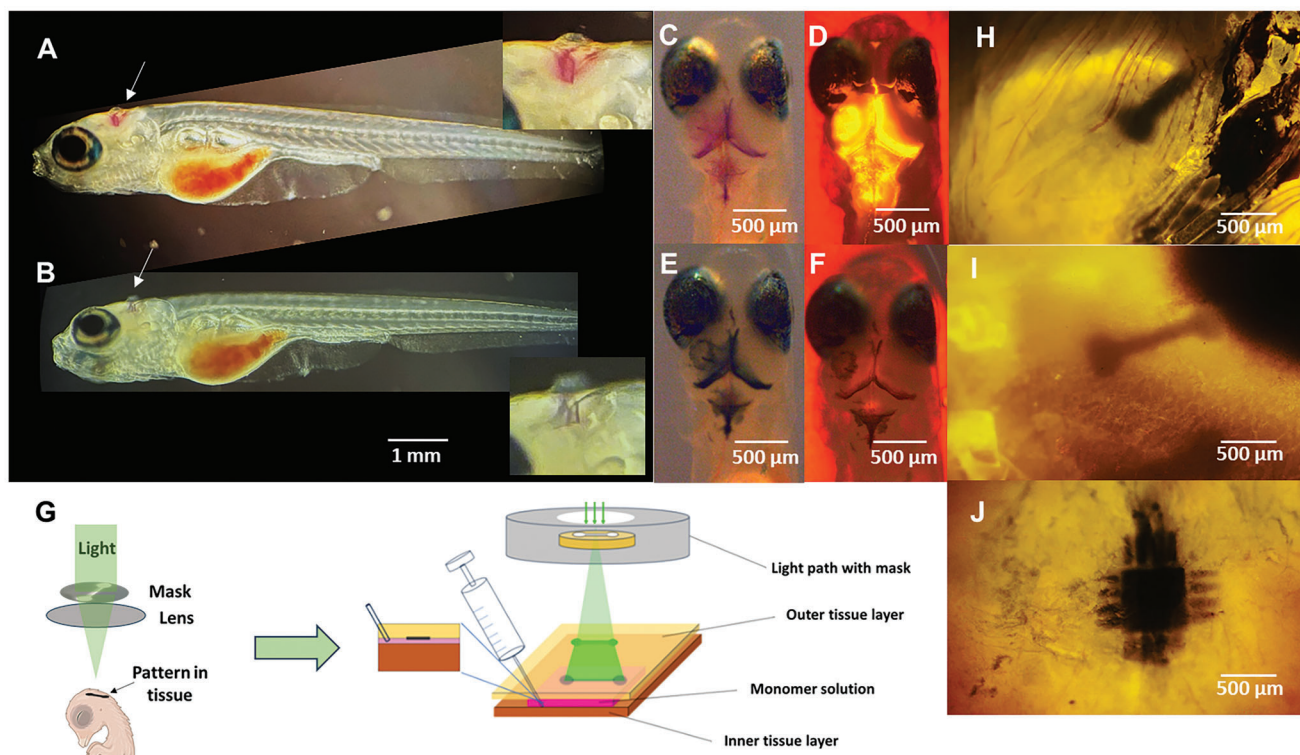 A
B
1 mm
C
500 μm
D
500 μm
E
500 μm
F
500 μm
H
500 μm
I
500 μm
J
500 μm
G
Light
Mask
Lens
Pattern in
tissue
Light path with mask
Outer tissue layer
Monomer solution
Inner tissue layer